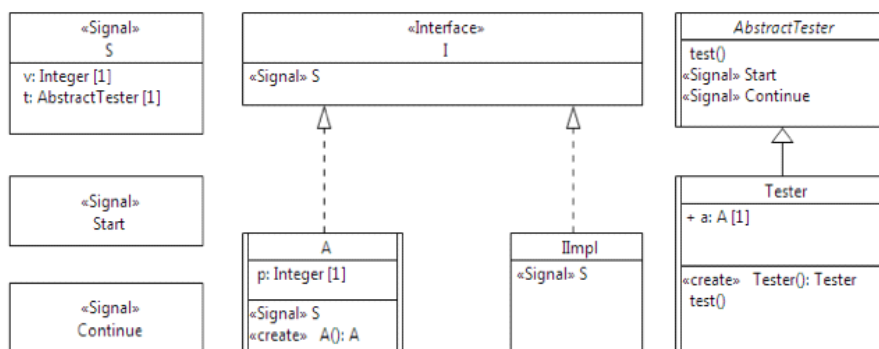 «Signal»
S
v: Integer [1]
t: AbstractTester [1]
«Signal»
Start
«Signal»
Continue
«Interface»
I
«Signal» S
A
p: Integer [1]
«Signal» S
«create»   A(): A
IImpl
«Signal» S
AbstractTester
test()
«Signal» Start
«Signal» Continue
Tester
+ a: A [1]
«create»   Tester(): Tester
test()